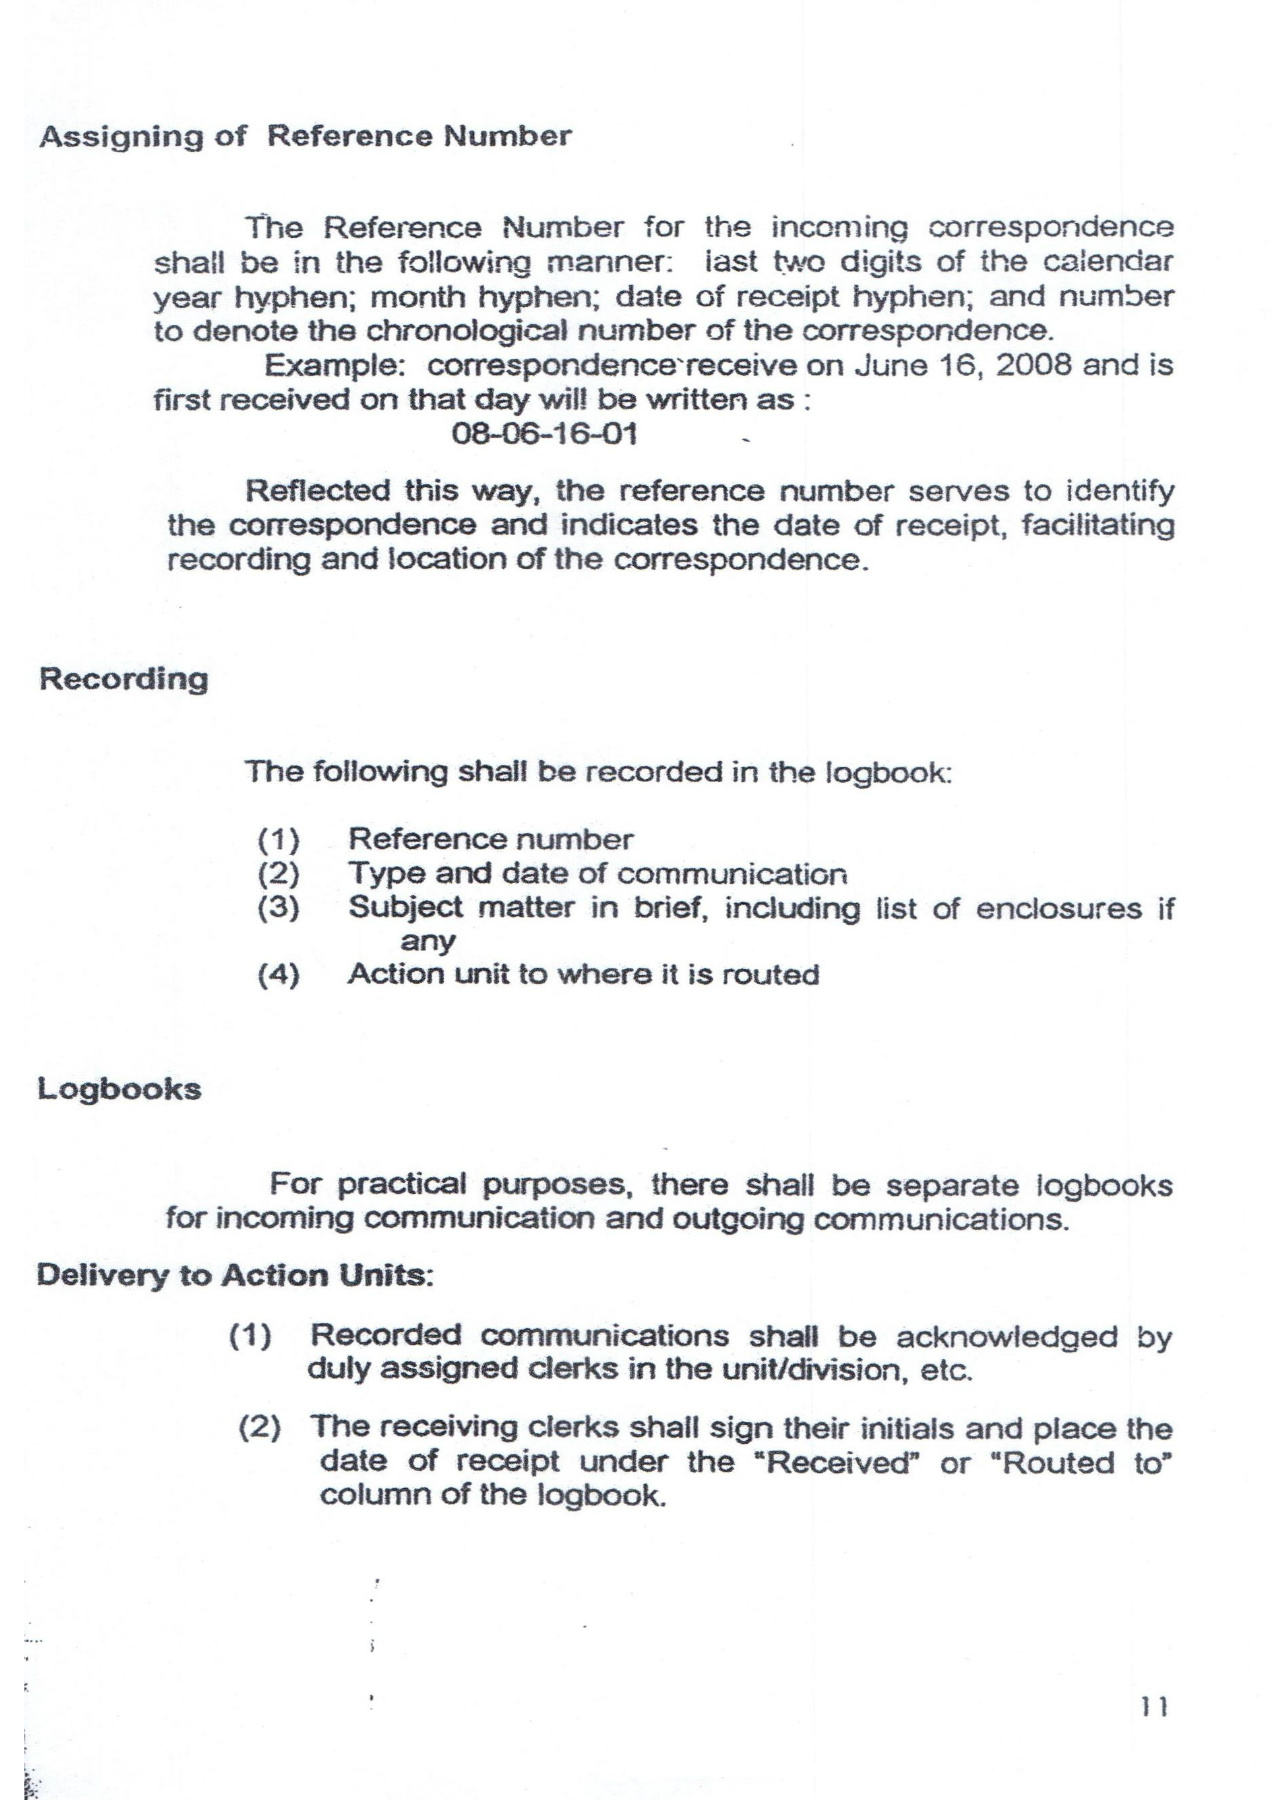 Assigning of Reference Number
The Reference Number for the incoming correspondence
shall be in the following manner: last two digits of the calendar
year hyphen; month hyphen; date of receipt hyphen; and number
to denote the chronological number of the correspondence.
Example: correspondence receive on June 16, 2008 and is
first received on that day will be written as :
08-06-16-01
Reflected this way, the reference number serves to identify
the correspondence and indicates the date of receipt, facilitating
recording and location of the correspondence.
Recording
The following shall be recorded in the logbook:
(1) Reference number
(2) Type and date of communication
(3) Subject matter in brief, including list of enclosures if
any
(4) Action unit to where it is routed
Logbooks
For practical purposes, there shall be separate logbooks
for incoming communication and outgoing communications.
Delivery to Action Units:
(1) Recorded communications shall be acknowledged by
duly assigned clerks in the unit/division, etc.
(2) The receiving clerks shall sign their initials and place the
date of receipt under the "Received" or "Routed to"
column of the logbook.
11